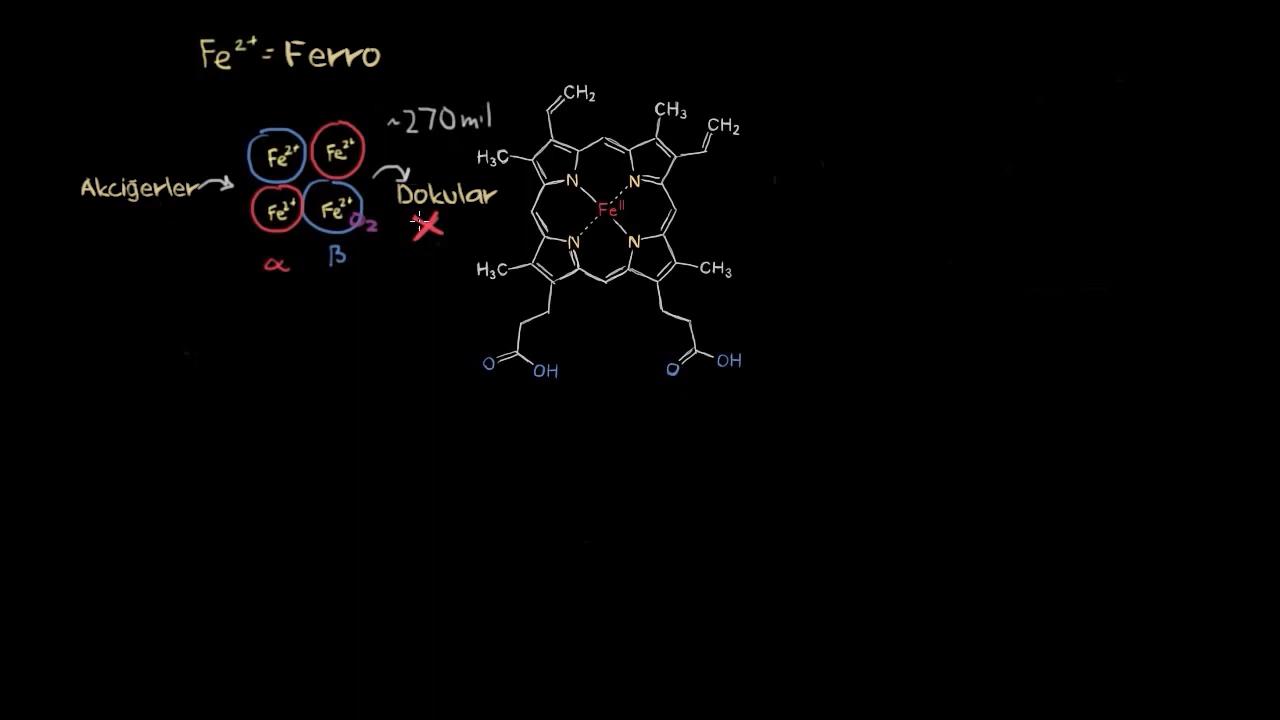 Fe2+ = Ferro
~270 mil
Akciğerler
Fe2+ Fe2+
Fe2+ Fe2+
O2
Dokular
α β
CH2
CH3
CH2
H3C
N N
FeII
N N
H3C
CH3
O OH
O OH